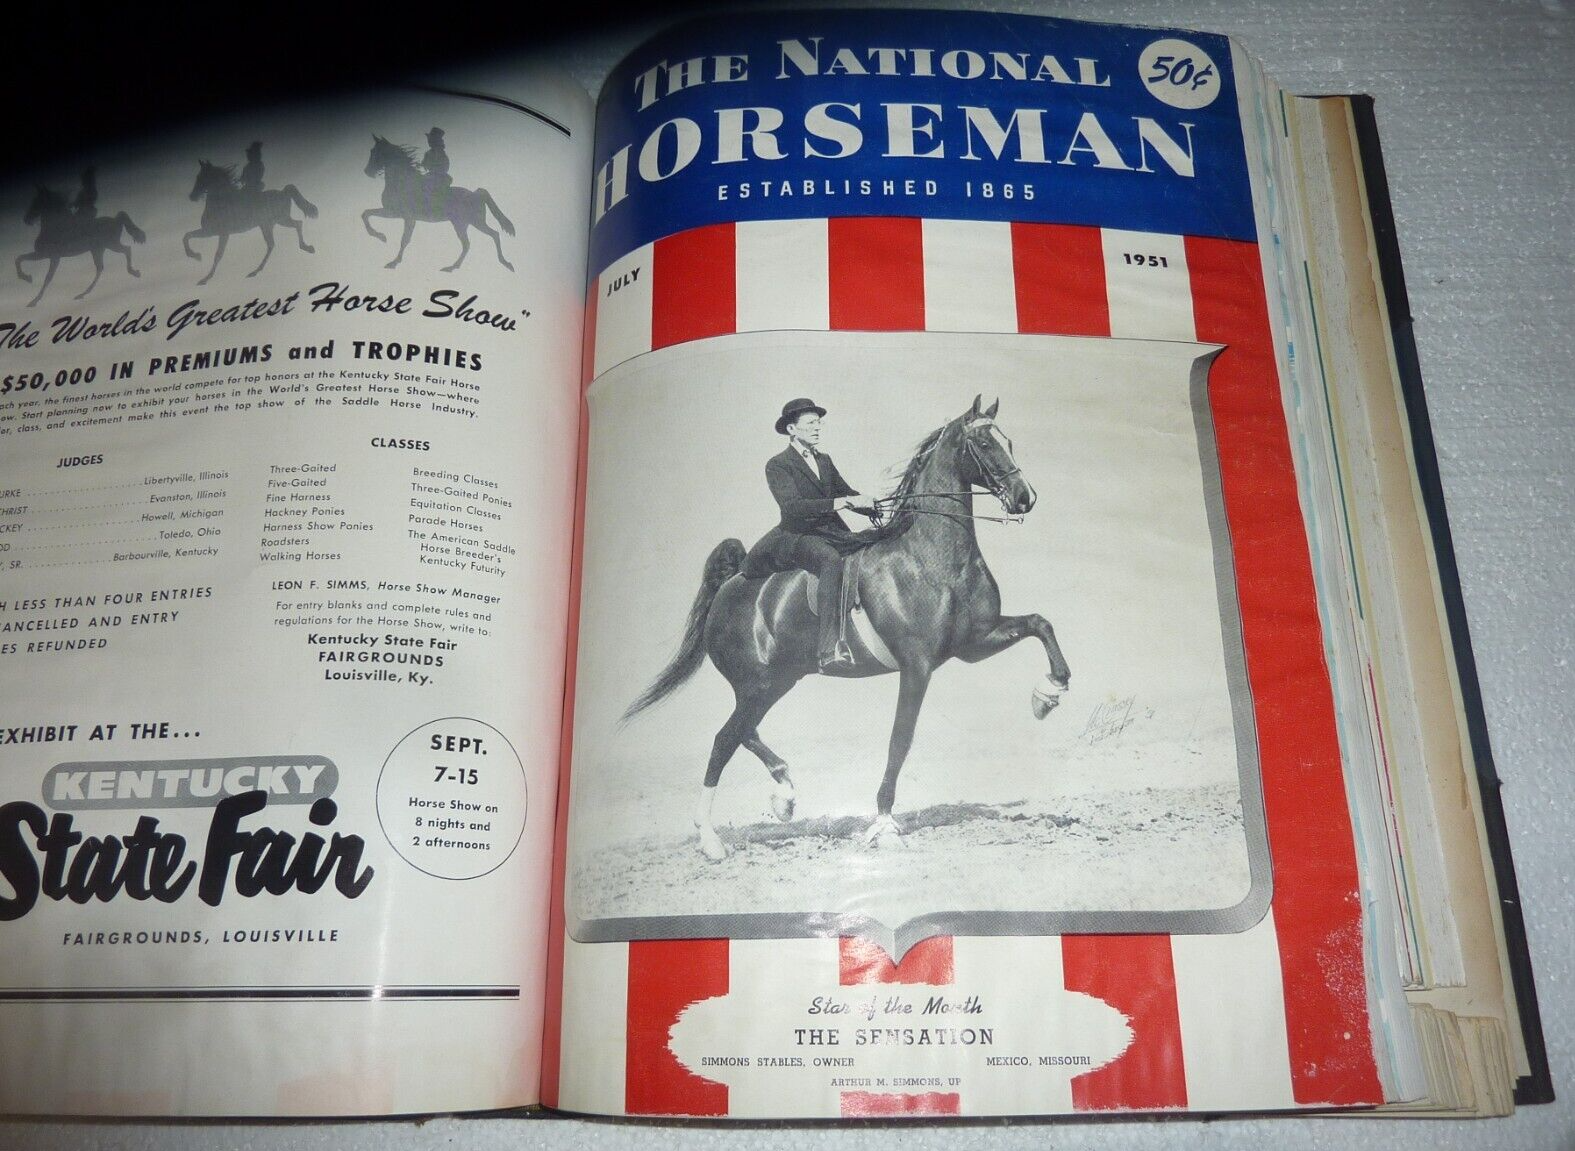 The World's Greatest Horse Show"
$50,000 IN PREMIUMS and TROPHIES
each year, the finest horses in the world compete for top honors at the Kentucky State Fair Horse
Start planning now to exhibit your horses in the World's Greatest Horse Show—where
class, and excitement make this event the top show of the Saddle Horse Industry.
JUDGES
Libertyville, Illinois
Evanston, Illinois
Howell, Michigan
Toledo, Ohio
SR. Barbourville, Kentucky
LESS THAN FOUR ENTRIES
AND ENTRY
REFUNDED
CLASSES
Three-Gaited
Five-Gaited
Fine Harness
Hackney Ponies
Harness Show Ponies
Roadsters
Walking Horses
Breeding Classes
Three-Gaited Ponies
Equitation Classes
Parade Horses
The American Saddle
Horse Breeder's
Kentucky Futurity
LEON F. SIMMS, Horse Show Manager
For entry blanks and complete rules and
regulations for the Horse Show, write to:
Kentucky State Fair
FAIRGROUNDS
Louisville, Ky.
EXHIBIT AT THE...
KENTUCKY
State Fair
FAIRGROUNDS, LOUISVILLE
SEPT.
7-15
Horse Show on
8 nights and
2 afternoons
THE NATIONAL
HORSEMAN
ESTABLISHED 1865
50¢
JULY 1951
Star of the Month
THE SENSATION
SIMMONS STABLES, OWNER MEXICO, MISSOURI
ARTHUR M. SIMMONS, UP